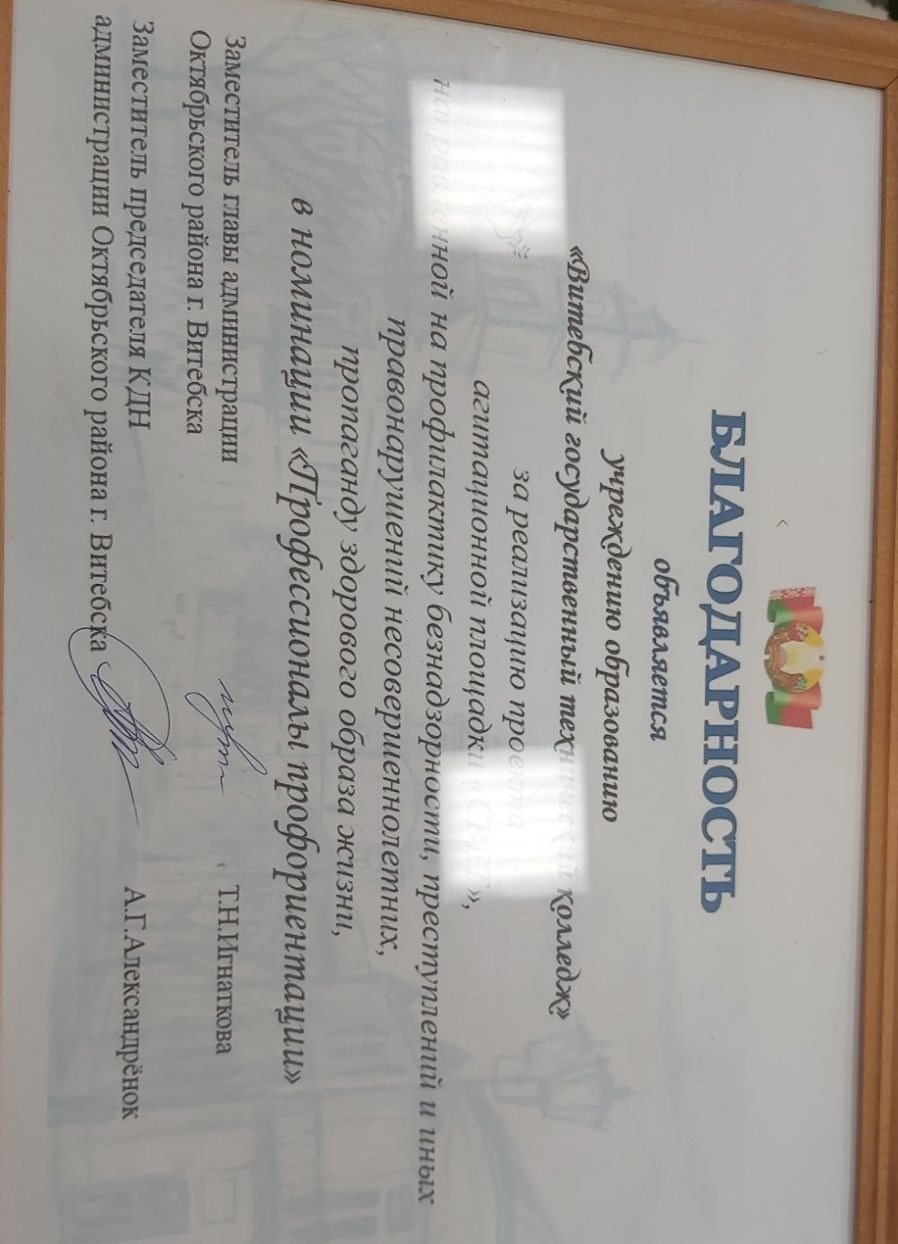 БЛАГОДАРНОСТЬ
объявляется
учреждению образованию
«Витебский государственный технический колледж»
за реализацию проекта
агитационной площадки
направленной на профилактику безнадзорности, преступлений и иных
правонарушений несовершеннолетних,
пропаганду здорового образа жизни,
в номинации «Профессионалы профориентации»
Заместитель главы администрации
Октябрьского района г. Витебска Т.Н.Игнаткова
Заместитель председателя КДН
администрации Октябрьского района г. Витебска А.Г.Александрёнок